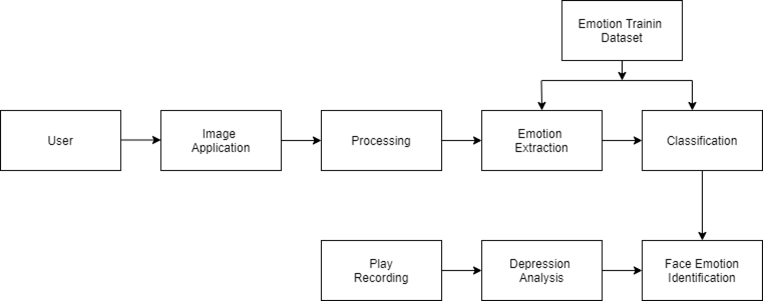 Emotion Trainin
Dataset
User
Image
Application
Processing
Emotion
Extraction
Classification
Play
Recording
Depression
Analysis
Face Emotion
Identification